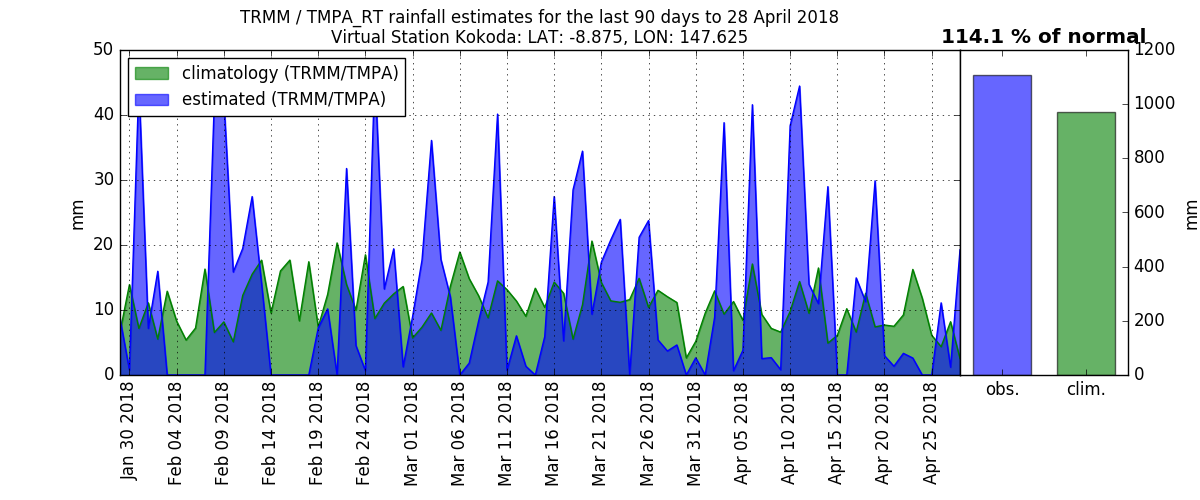 TRMM / TMPA_RT rainfall estimates for the last 90 days to 28 April 2018
Virtual Station Kokoda: LAT: -8.875, LON: 147.625
114.1 % of normal
climatology (TRMM/TMPA)
estimated (TRMM/TMPA)
mm
50
40
30
20
10
0
Jan 30 2018
Feb 04 2018
Feb 09 2018
Feb 14 2018
Feb 19 2018
Feb 24 2018
Mar 01 2018
Mar 06 2018
Mar 11 2018
Mar 16 2018
Mar 21 2018
Mar 26 2018
Mar 31 2018
Apr 05 2018
Apr 10 2018
Apr 15 2018
Apr 20 2018
Apr 25 2018
obs.
clim.
1200
1000
800
600
400
200
0
mm